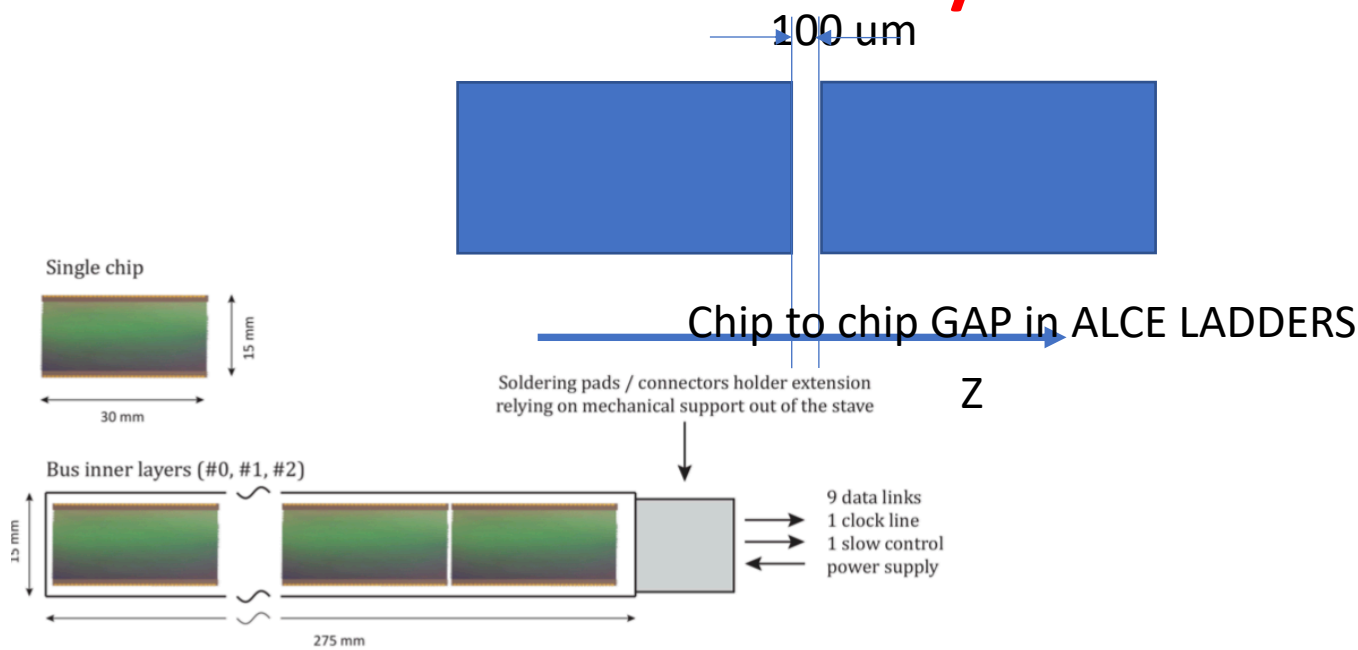 100 um
Single chip
15 mm
30 mm
Chip to chip GAP in ALCE LADDERS
Z
Soldering pads / connectors holder extension
relying on mechanical support out of the stave
Bus inner layers (#0, #1, #2)
15 mm
9 data links
1 clock line
1 slow control
power supply
275 mm